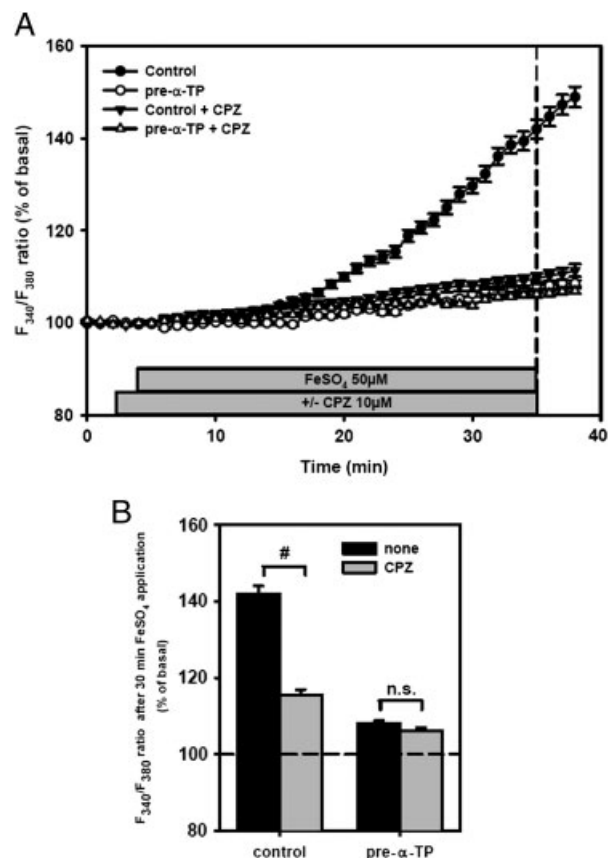 A
160
140
120
100
80
F340/F380 ratio (% of basal)
Control
pre-α-TP
Control + CPZ
pre-α-TP + CPZ
FeSO4 50µM
+/- CPZ 10µM
0 10 20 30 40
Time (min)
B
160
140
120
100
80
F340/F380 ratio after 30 min FeSO4 application
(% of basal)
none
CPZ
#
n.s.
control pre-α-TP